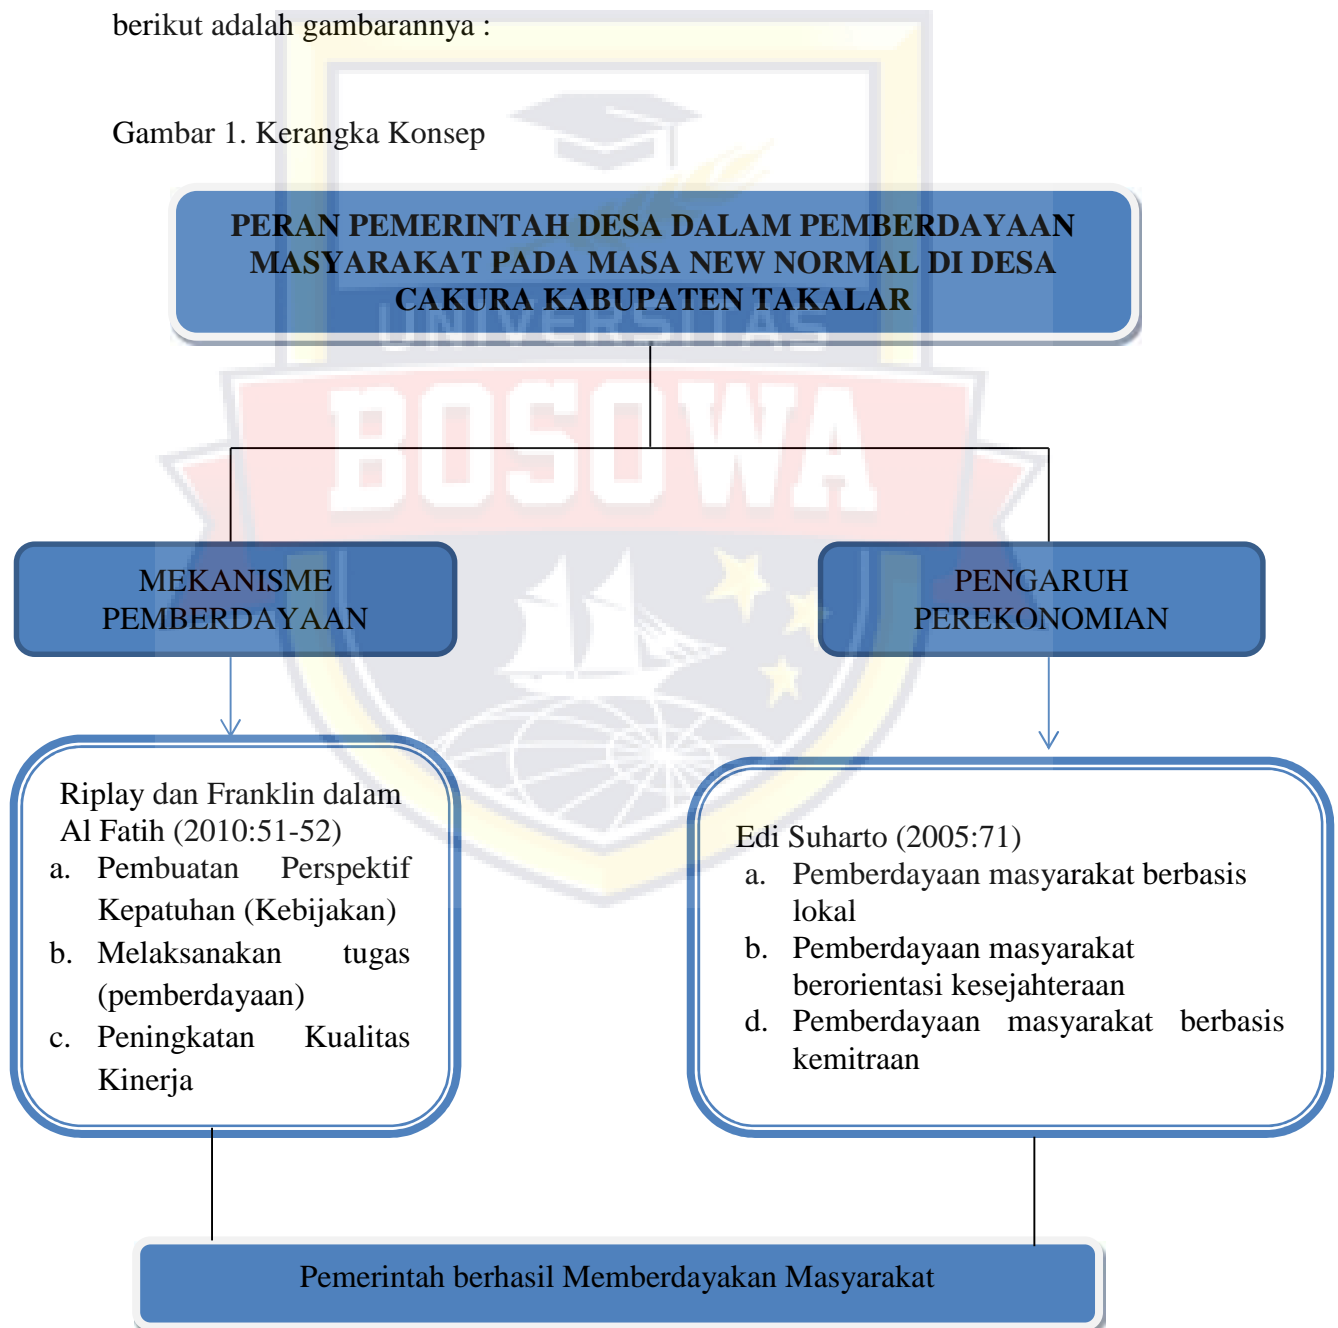 berikut adalah gambarannya :
Gambar 1. Kerangka Konsep
PERAN PEMERINTAH DESA DALAM PEMBERDAYAAN
MASYARAKAT PADA MASA NEW NORMAL DI DESA
CAKURA KABUPATEN TAKALAR
UNIVERSITAS
BOSOWA
MEKANISME
PEMBERDAYAAN
PENGARUH
PEREKONOMIAN
Riplay dan Franklin dalam
Al Fatih (2010:51-52)
a. Pembuatan Perspektif
Kepatuhan (Kebijakan)
b. Melaksanakan tugas
(pemberdayaan)
c. Peningkatan Kualitas
Kinerja
Edi Suharto (2005:71)
a. Pemberdayaan masyarakat berbasis
lokal
b. Pemberdayaan masyarakat
berorientasi kesejahteraan
d. Pemberdayaan masyarakat berbasis
kemitraan
Pemerintah berhasil Memberdayakan Masyarakat